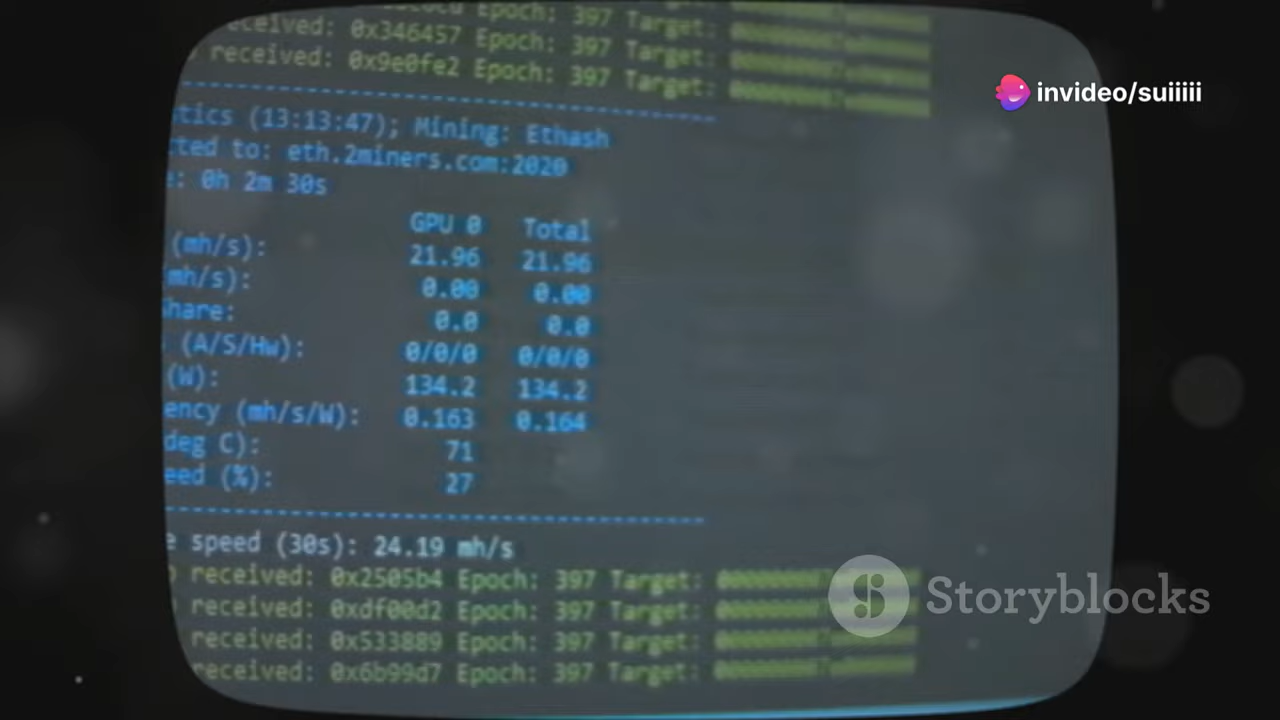 397 Target:
received: 0x346457 Epoch: 397 Target:
received: 0x9e0fe2 Epoch: 397 Target:
invideo/suiiiii
tics (13:13:47); Mining: Ethash
ted to: eth.2miners.com:2020
: 0h 2m 30s
GPU 0 Total
(mh/s): 21.96 21.96
mh/s): 0.00 0.00
hare: 0.0 0.0
(A/S/Hw): 0/0/0 0/0/0
(W): 134.2 134.2
ency (mh/s/W): 0.163 0.164
deg C): 71
eed (%): 27
e speed (30s): 24.19 mh/s
received: 0x2505b4 Epoch: 397 Target:
received: 0xdf00d2 Epoch: 397 Target:
received: 0x533889 Epoch: 397 Target:
received: 0x6b99d7 Epoch: 397 Target:
Storyblocks